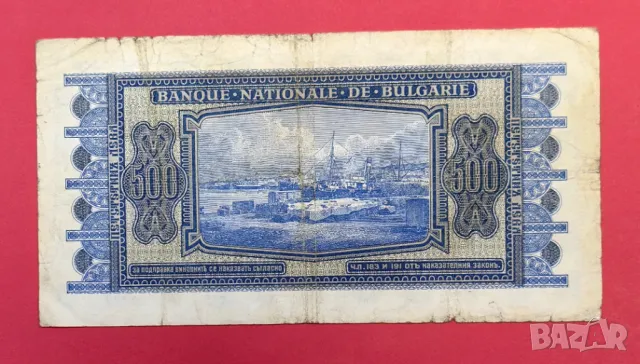 BANQUE·NATIONALE·DE·BULGARIE
500
500
ЗА ПОДПРАВКА ВИНОВНИТѢ СЕ НАКАЗВАТЪ СЪГЛАСНО
ЧЛ. 183 И 191 ОТЪ НАКАЗАТЕЛНИЯ ЗАКОНЪ.
bazar.bg